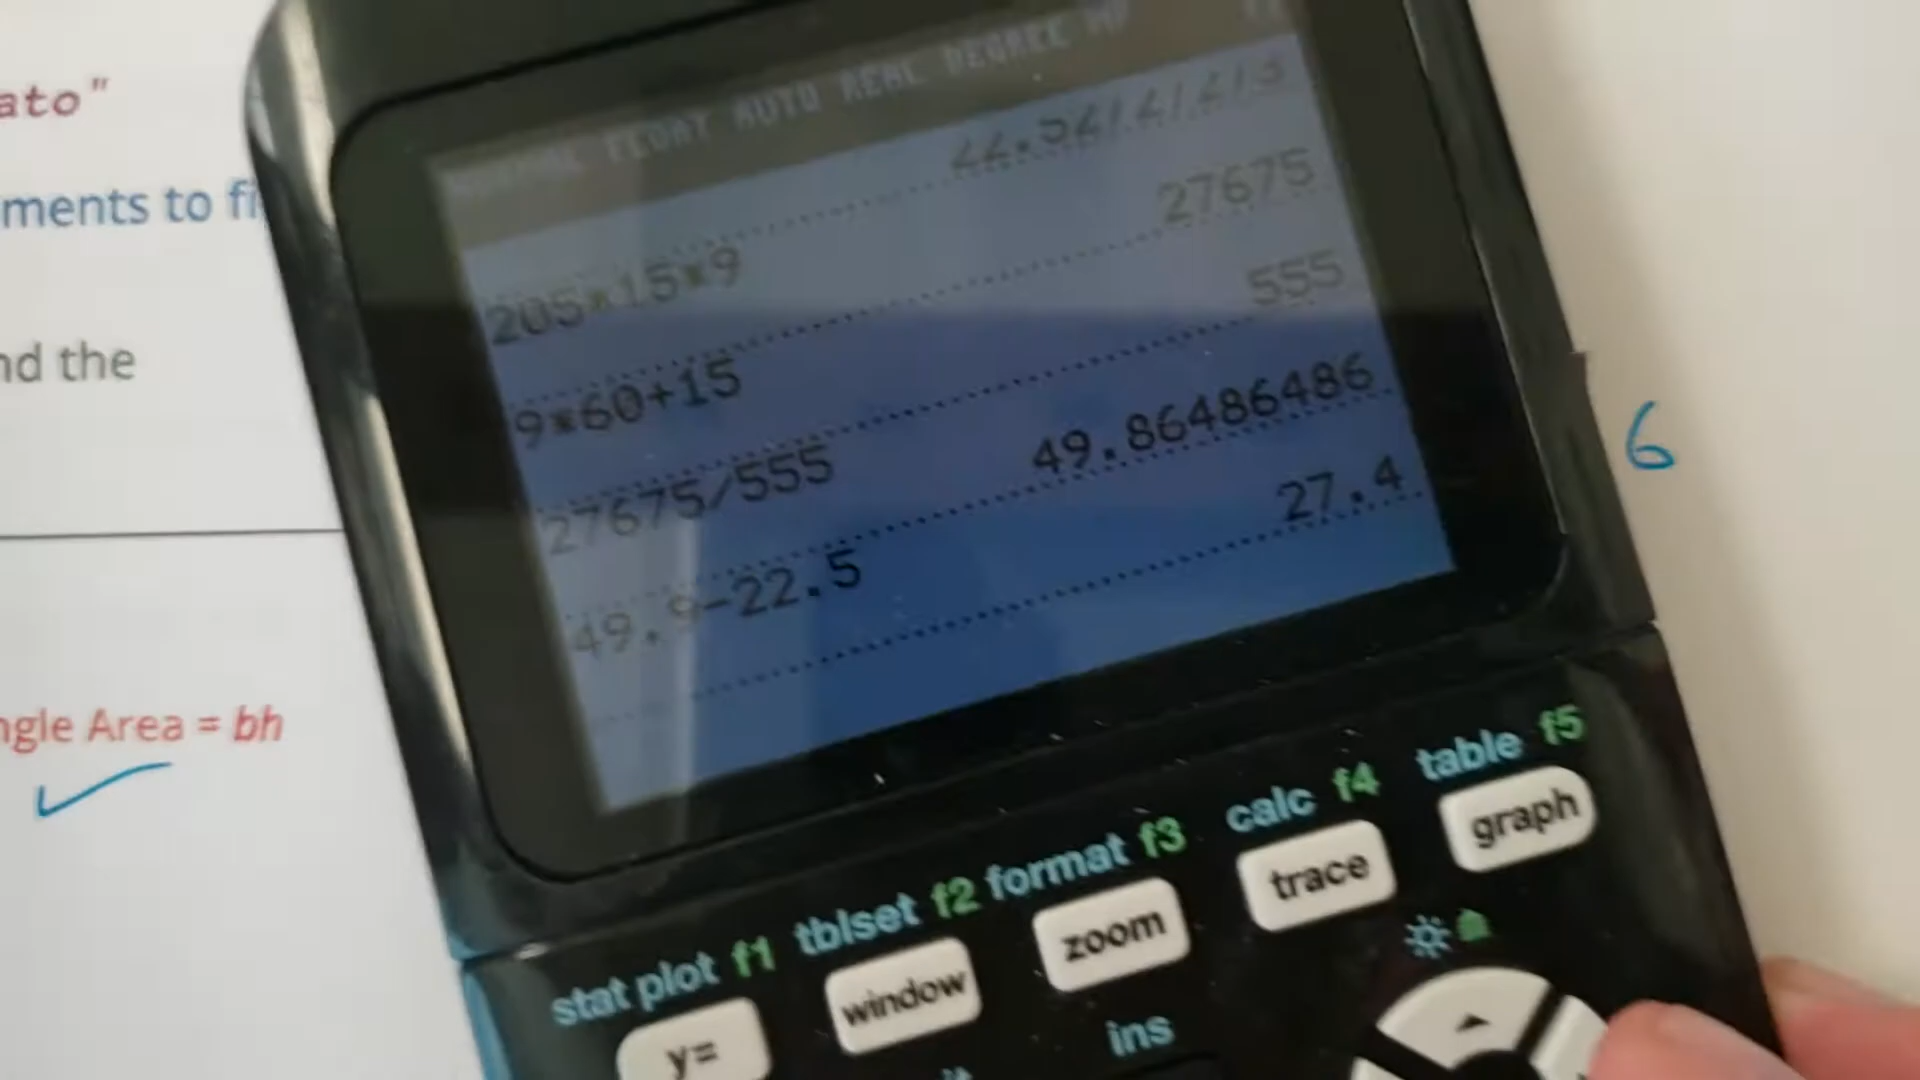 ato"
ments to fi
nd the
ngle Area = bh
6
NORMAL FLOAT AUTO REAL DEGREE MP
205*15*9
27675
9*60+15
555
27675/555
49.86486486
49.9-22.5
27.4
stat plot f1 tblset f2 format f3 calc f4 table f5
y= window zoom trace graph
ins